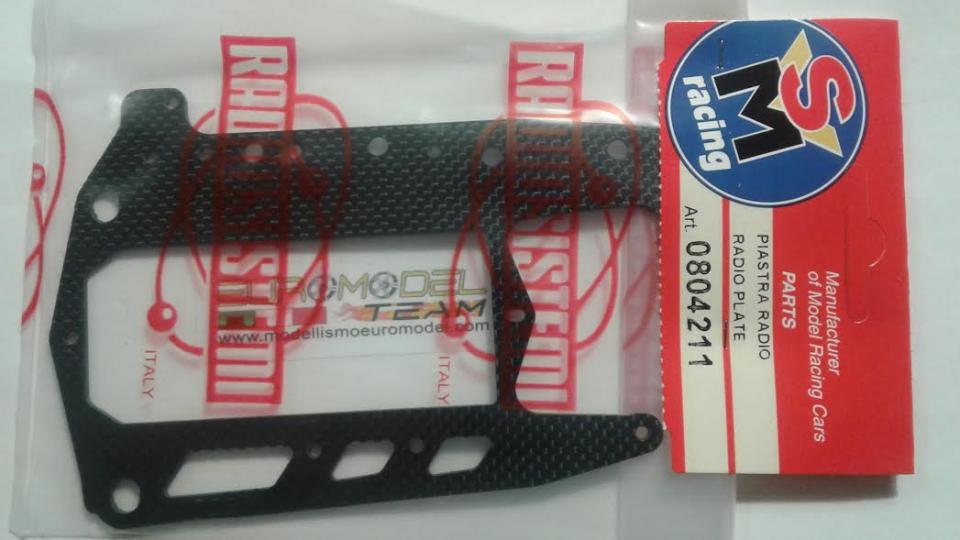 SM
racing
Manufacturer
of Model Racing Cars
PARTS
PIASTRA RADIO
RADIO PLATE
Art. 0804211
RADIOSISTEMI
ITALY
RADIOSISTEMI
ITALY
EUROMODEL
TEAM
www.modellismoeuromodel.com